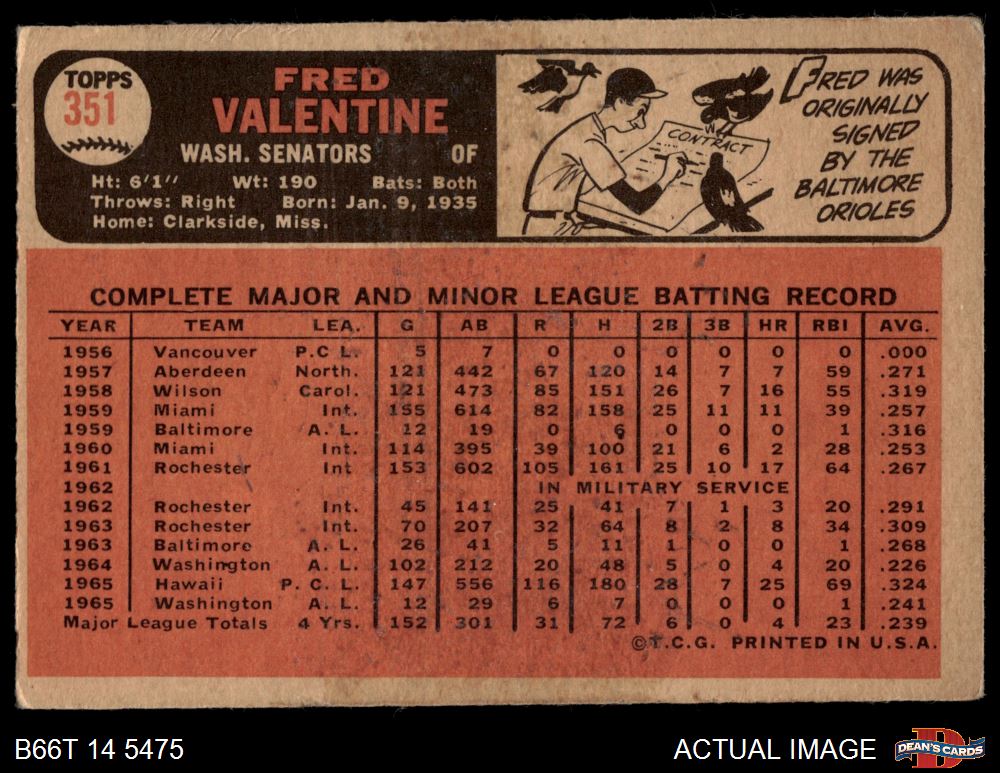 TOPPS
351
FRED
VALENTINE
WASH. SENATORS OF
Ht: 6'1" Wt: 190 Bats: Both
Throws: Right Born: Jan. 9, 1935
Home: Clarkside, Miss.
CONTRACT
FRED WAS
ORIGINALLY
SIGNED
BY THE
BALTIMORE
ORIOLES
COMPLETE MAJOR AND MINOR LEAGUE BATTING RECORD
YEAR TEAM LEA. G AB R H 2B 3B HR RBI AVG.
1956 Vancouver P.C.L. 5 7 0 0 0 0 0 0 .000
1957 Aberdeen North. 121 442 67 120 14 7 7 59 .271
1958 Wilson Carol. 121 473 85 151 26 7 16 55 .319
1959 Miami Int. 155 614 82 158 25 11 11 39 .257
1959 Baltimore A. L. 12 19 0 6 0 0 0 1 .316
1960 Miami Int. 114 395 39 100 21 6 2 28 .253
1961 Rochester Int 153 602 105 161 25 10 17 64 .267
1962 IN MILITARY SERVICE
1962 Rochester Int. 45 141 25 41 7 1 3 20 .291
1963 Rochester Int. 70 207 32 64 8 2 8 34 .309
1963 Baltimore A. L. 26 41 5 11 1 0 0 1 .268
1964 Washington A. L. 102 212 20 48 5 0 4 20 .226
1965 Hawaii P. C. L. 147 556 116 180 28 7 25 69 .324
1965 Washington A. L. 12 29 6 7 0 0 0 1 .241
Major League Totals 4 Yrs. 152 301 31 72 6 0 4 23 .239
©T.C.G. PRINTED IN U.S.A.
B66T 14 5475
ACTUAL IMAGE
D
DEAN'S CARDS